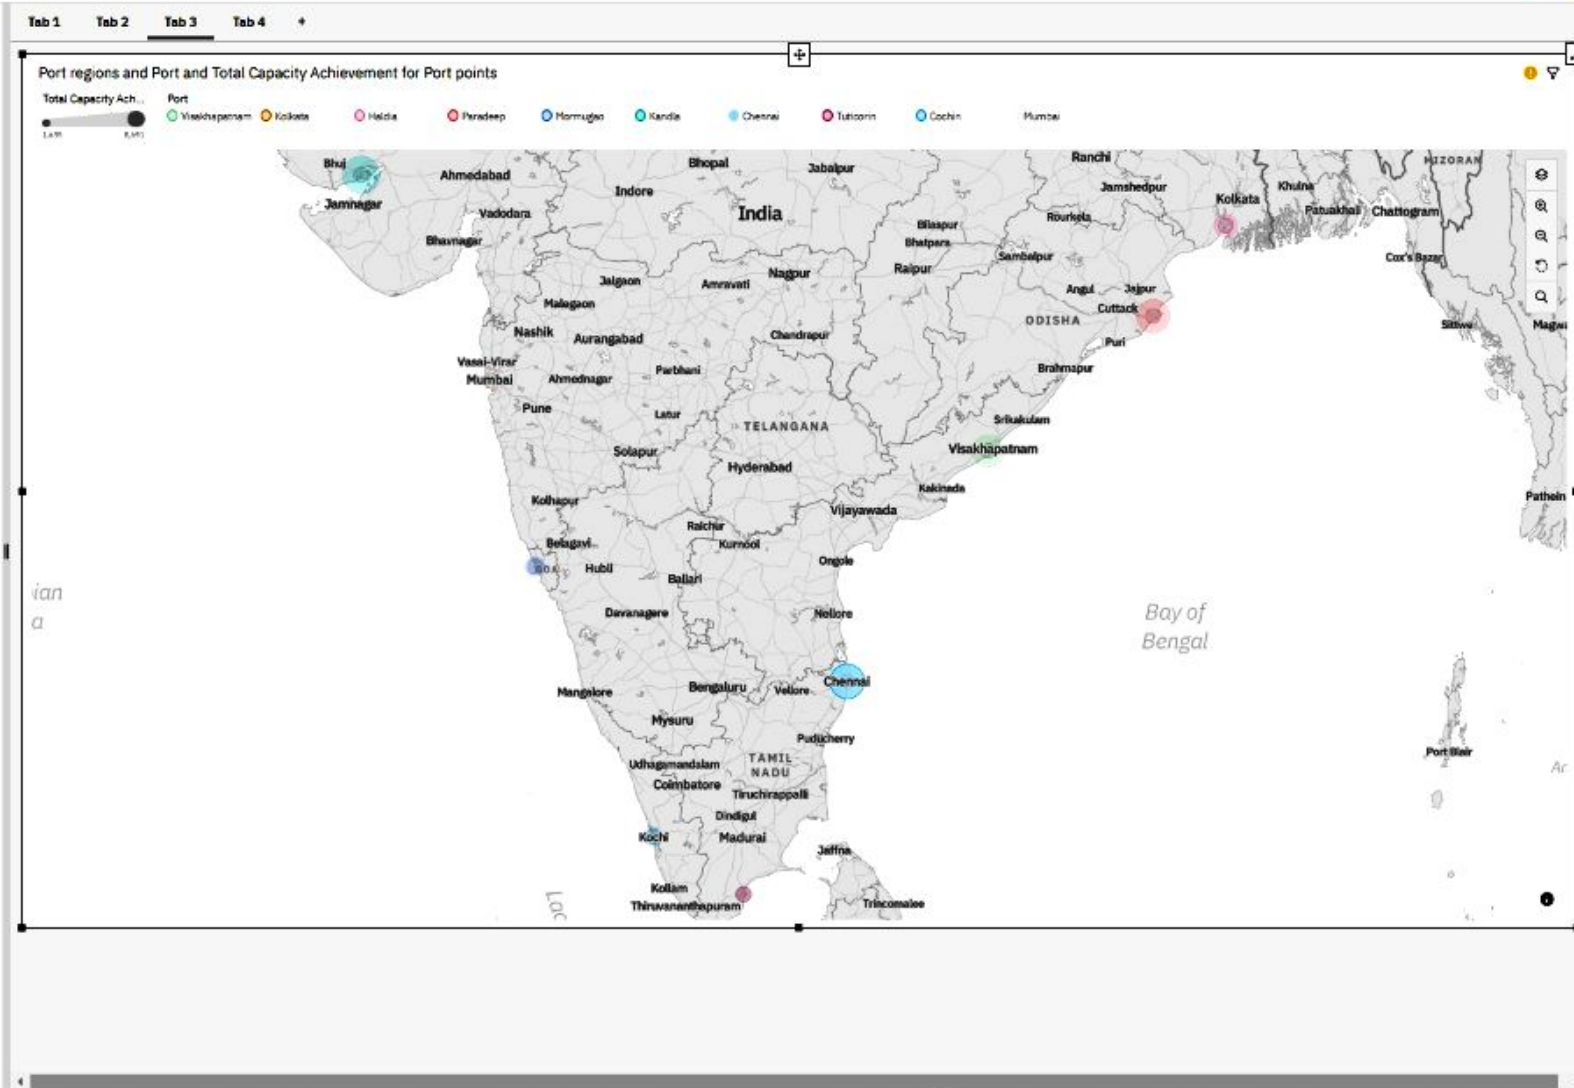 Tab 1 Tab 2 Tab 3 Tab 4 +
Port regions and Port and Total Capacity Achievement for Port points
Total Capacity Ach... Port
Visakhapatnam Kolkata Haldia Paradeep Mormugao Kandla Chennai Tuticorin Cochin Mumbai
Bhuj
Ahmedabad
Bhopal
Jabalpur
Ranchi
MIZORAN
Jamnagar
Vadodara
Indore
India
Jamshedpur
Kolkata
Khulna
Patuakhali
Chattogram
Bhavnagar
Bilaspur
Bhatpara
Rourkela
Sambalpur
Cox's Bazar
Jalgaon
Amravati
Nagpur
Raipur
Angul
Jajpur
Malegaon
Cuttack
ODISHA
Nashik
Aurangabad
Chandrapur
Puri
Sittwe
Magw
Vasai-Virar
Mumbai
Ahmednagar
Parbhani
Brahmapur
Pune
Latur
TELANGANA
Srikakulam
Solapur
Hyderabad
Visakhapatnam
Kolhapur
Kakinada
Vijayawada
Pathein
Raichur
Belagavi
Kurnool
GOA
Hubli
Ballari
Ongole
ian
a
Davanagere
Nellore
Bay of
Bengal
Mangalore
Bengaluru
Vellore
Chennai
Mysuru
Puducherry
Udhagamandalam
TAMIL
NADU
Port Blair
Ar
Coimbatore
Tiruchirappalli
Dindigul
Kochi
Madurai
Jaffna
Kollam
Thiruvananthapuram
Lac
Trincomalee